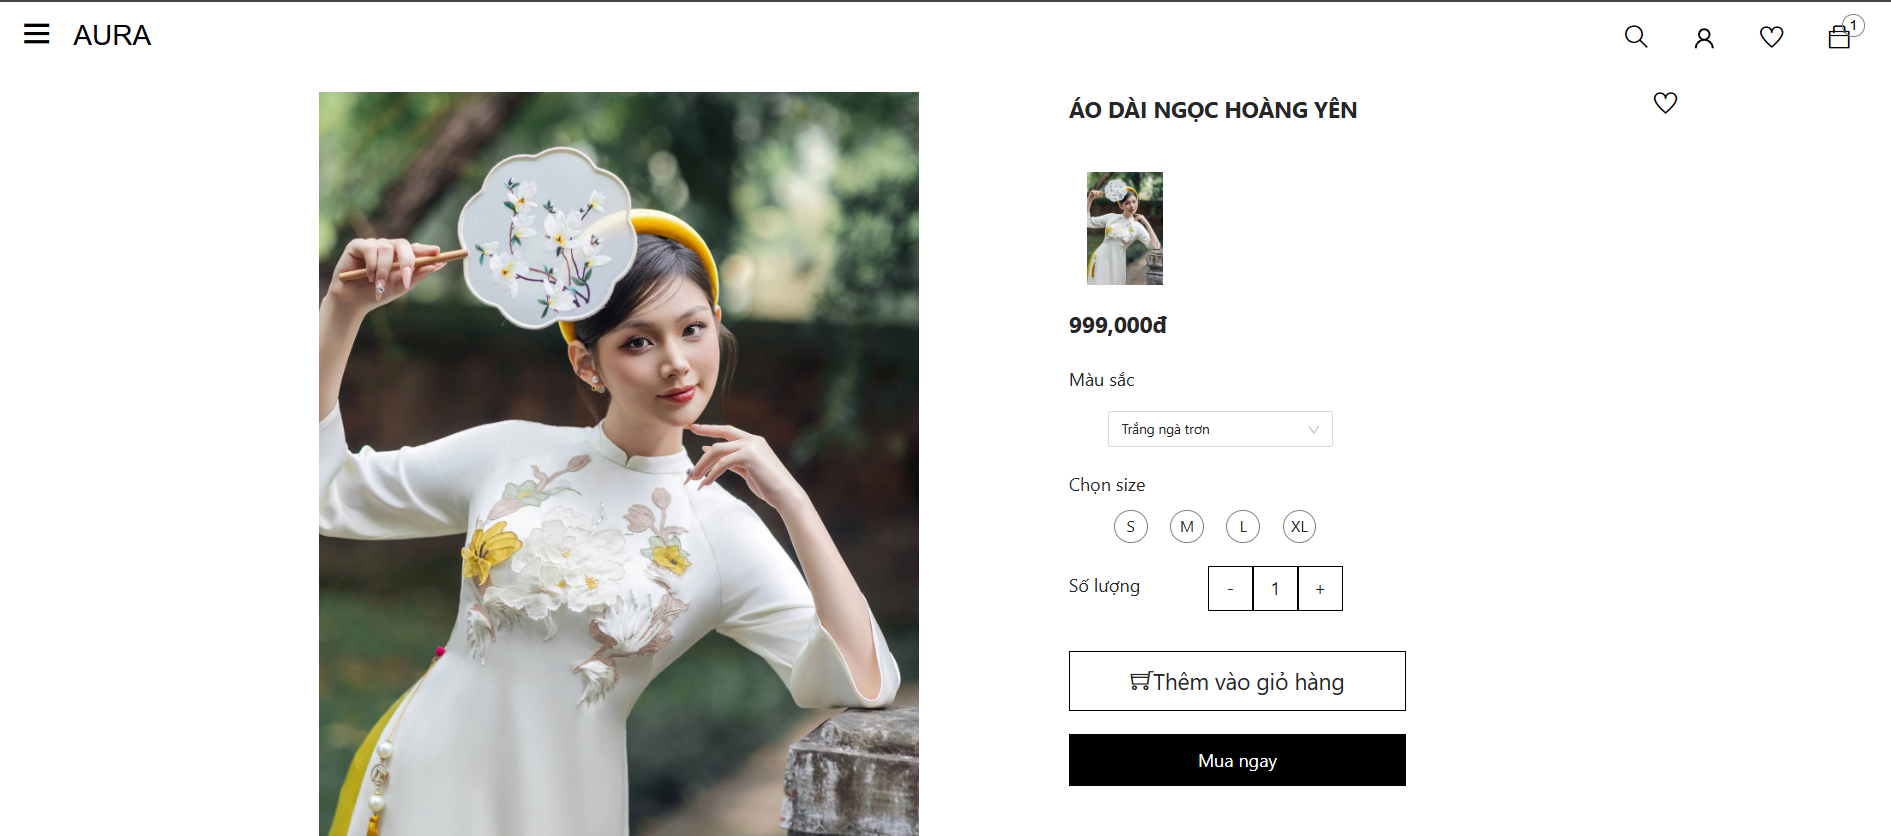 AURA
1
ÁO DÀI NGỌC HOÀNG YÊN
999,000đ
Màu sắc
Trắng ngà trơn
Chọn size
S M L XL
Số lượng - 1 +
Thêm vào giỏ hàng
Mua ngay